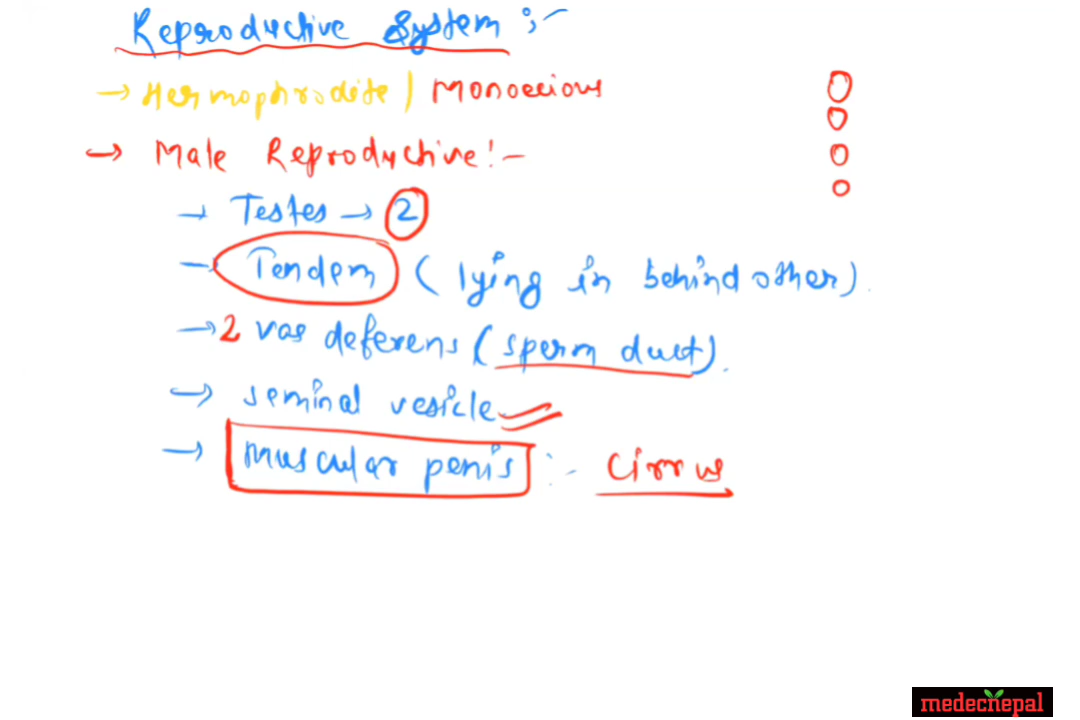 Reproductive System :-
→ Hermophrodite / Monoecious
→ Male Reproductive :-
→ Testes → 2
→ Tendem (lying in behind other).
→ 2 vas deferens (sperm duct).
→ seminal vesicle
→ muscular penis :- cirrus
medecnepal